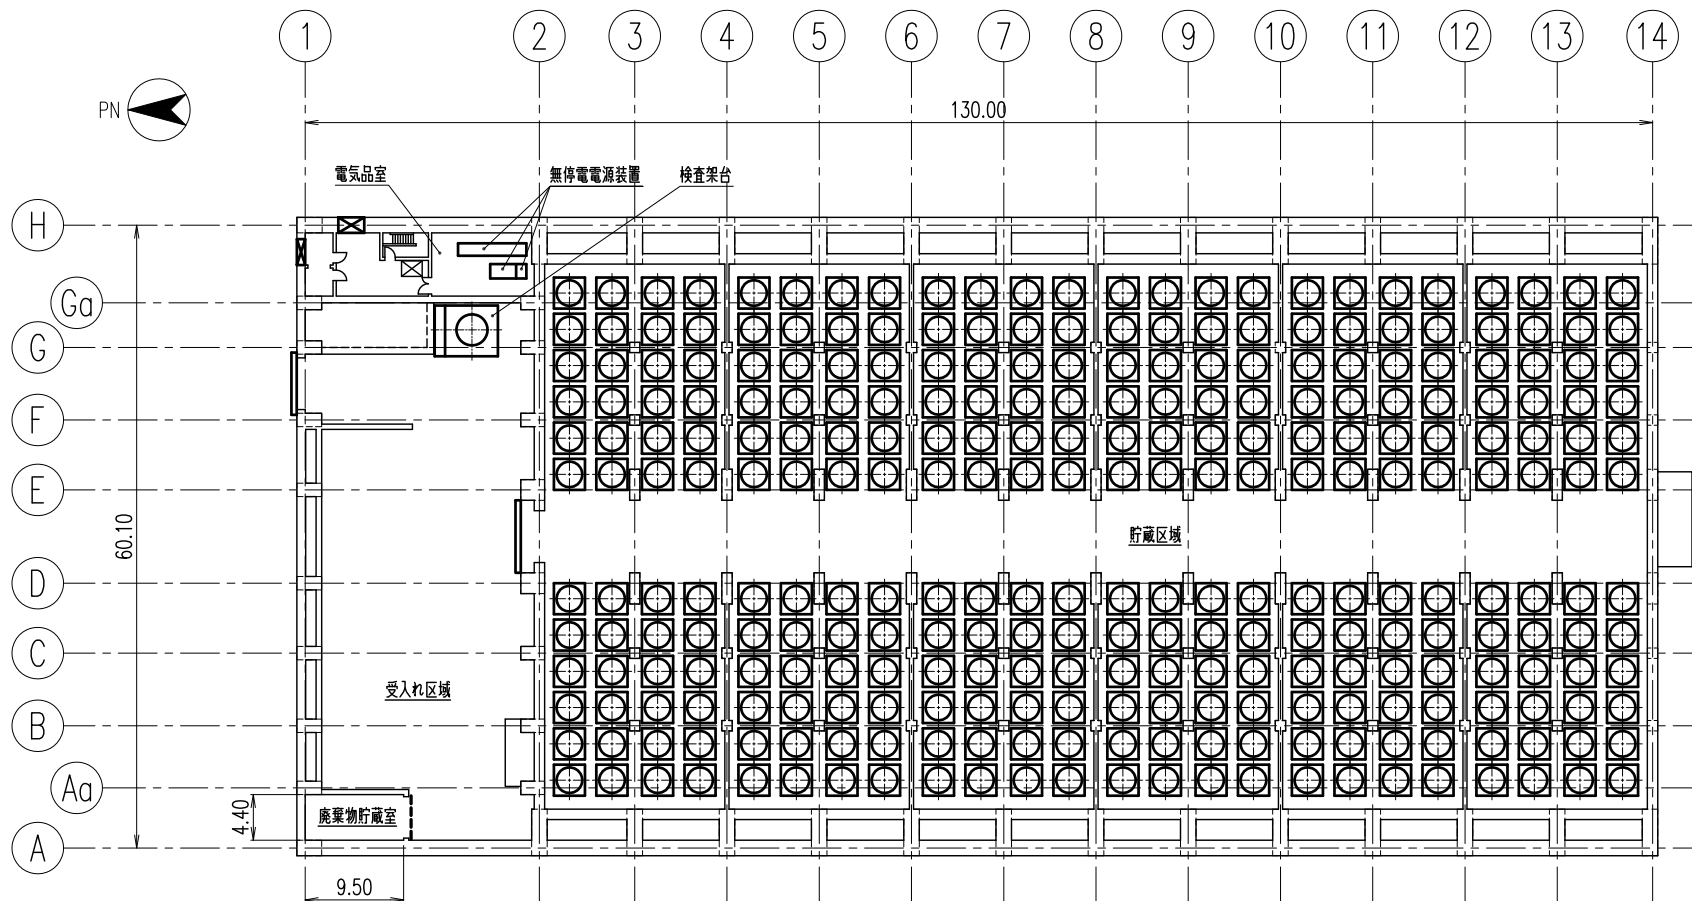 1 2 3 4 5 6 7 8 9 10 11 12 13 14
PN
130.00
電気品室 無停電電源装置 検査架台
H
Ga
G
F
E
60.10
貯蔵区域
D
C
受入れ区域
B
Aa
4.40
廃棄物貯蔵室
A
9.50